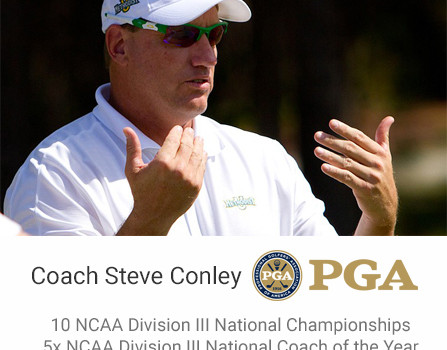 Coach Steve Conley PGA PGA
10 NCAA Division III National Championships
5x NCAA Division III National Coach of the Year